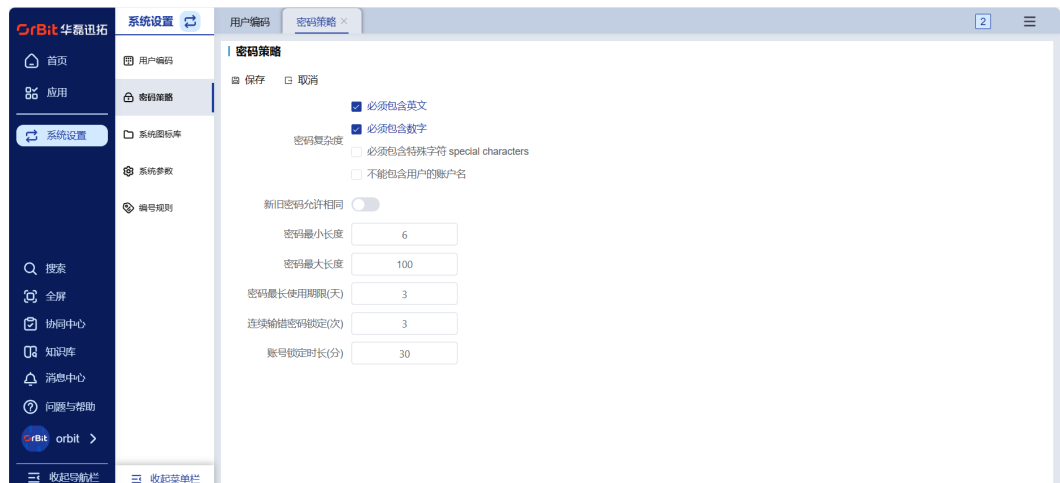 OrBit 华磊迅拓
首页
应用
系统设置
搜索
全屏
协同中心
知识库
消息中心
问题与帮助
OrBit orbit
收起导航栏
系统设置
用户编码
密码策略
系统图标库
系统参数
编号规则
收起菜单栏
用户编码 密码策略 × 2
密码策略
保存 取消
密码复杂度
必须包含英文
必须包含数字
必须包含特殊字符 special characters
不能包含用户的账户名
新旧密码允许相同
密码最小长度 6
密码最大长度 100
密码最长使用期限(天) 3
连续输错密码锁定(次) 3
账号锁定时长(分) 30